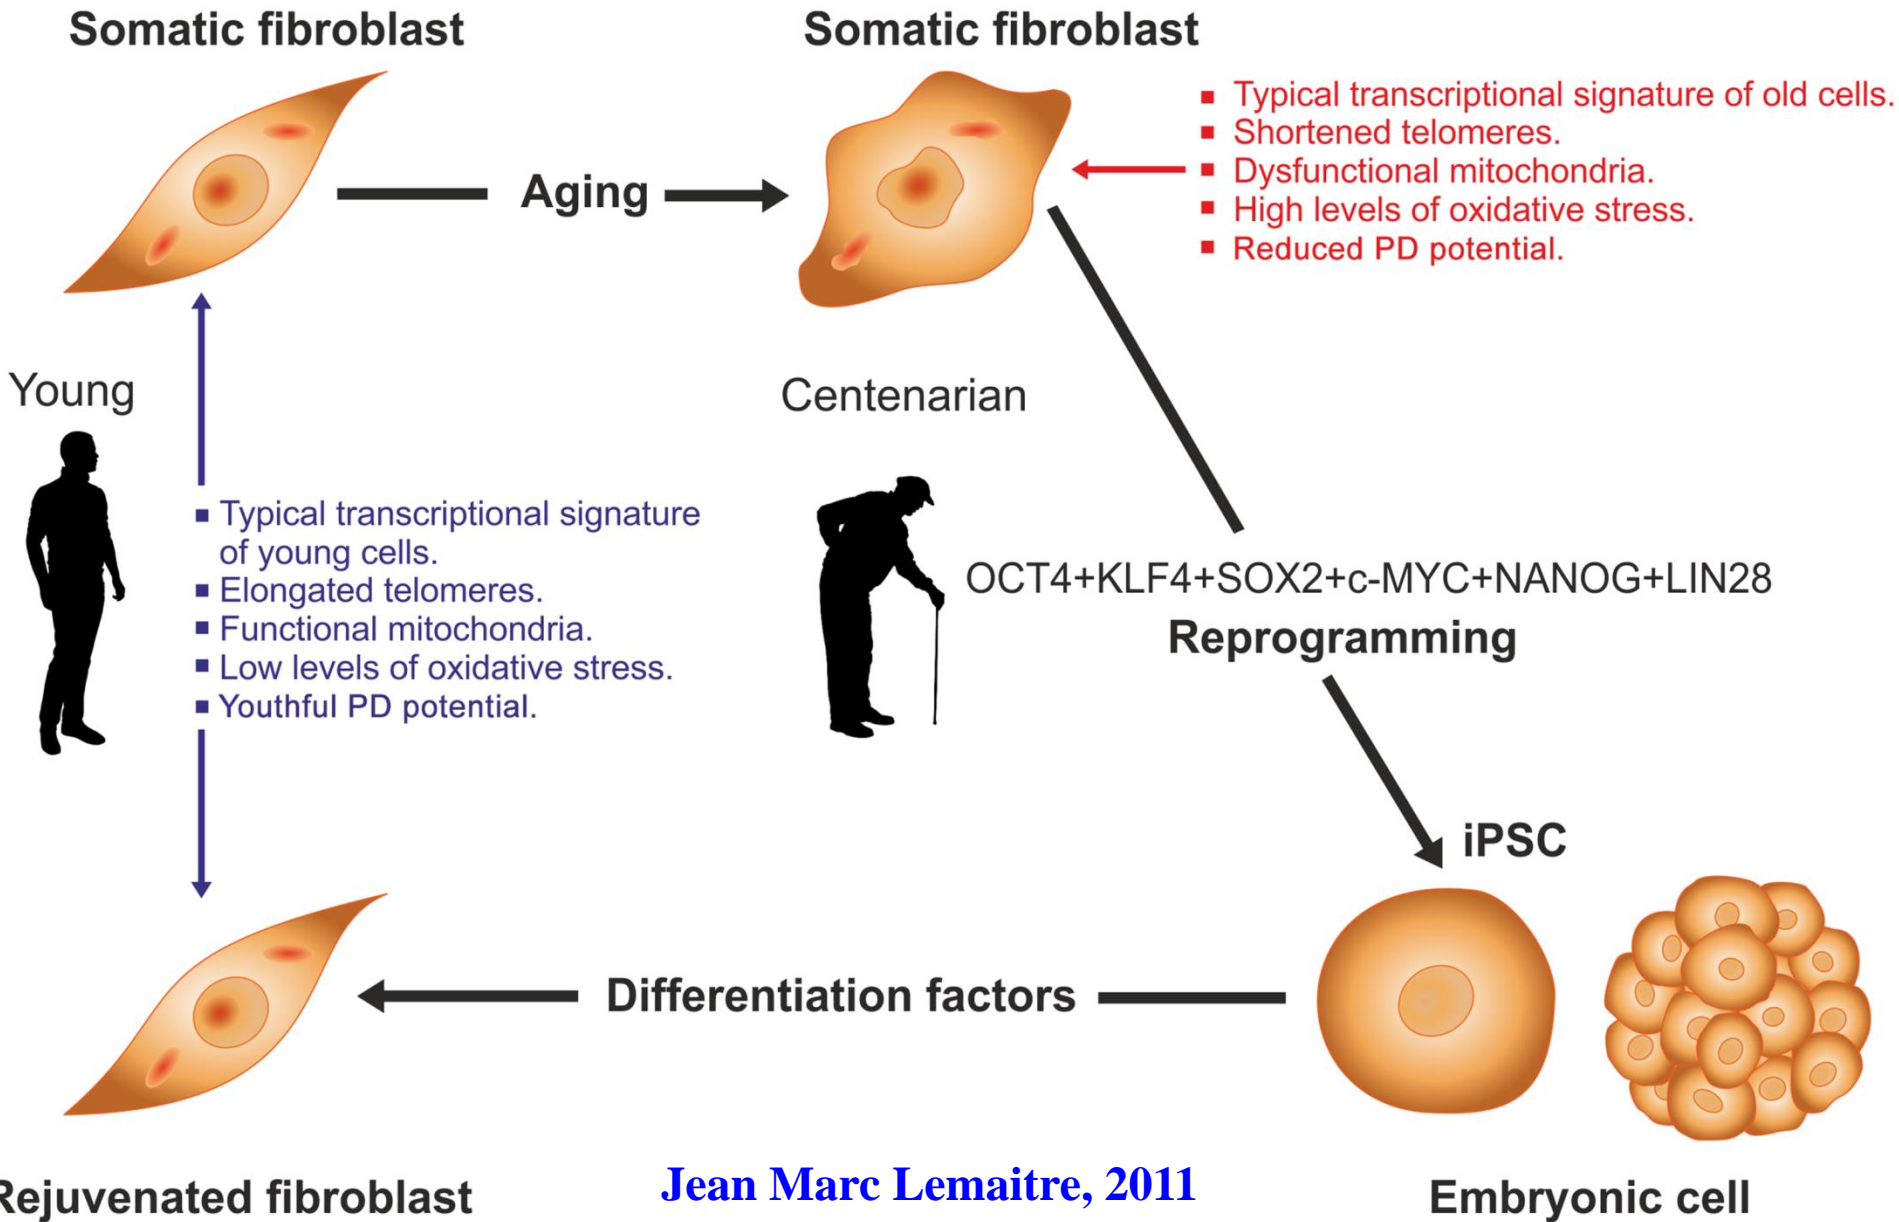 Somatic fibroblast
Somatic fibroblast
▪ Typical transcriptional signature of old cells.
▪ Shortened telomeres.
▪ Dysfunctional mitochondria.
▪ High levels of oxidative stress.
▪ Reduced PD potential.
Aging
Young
Centenarian
▪ Typical transcriptional signature
of young cells.
▪ Elongated telomeres.
▪ Functional mitochondria.
▪ Low levels of oxidative stress.
▪ Youthful PD potential.
OCT4+KLF4+SOX2+c-MYC+NANOG+LIN28
Reprogramming
iPSC
Differentiation factors
Rejuvenated fibroblast
Jean Marc Lemaitre, 2011
Embryonic cell